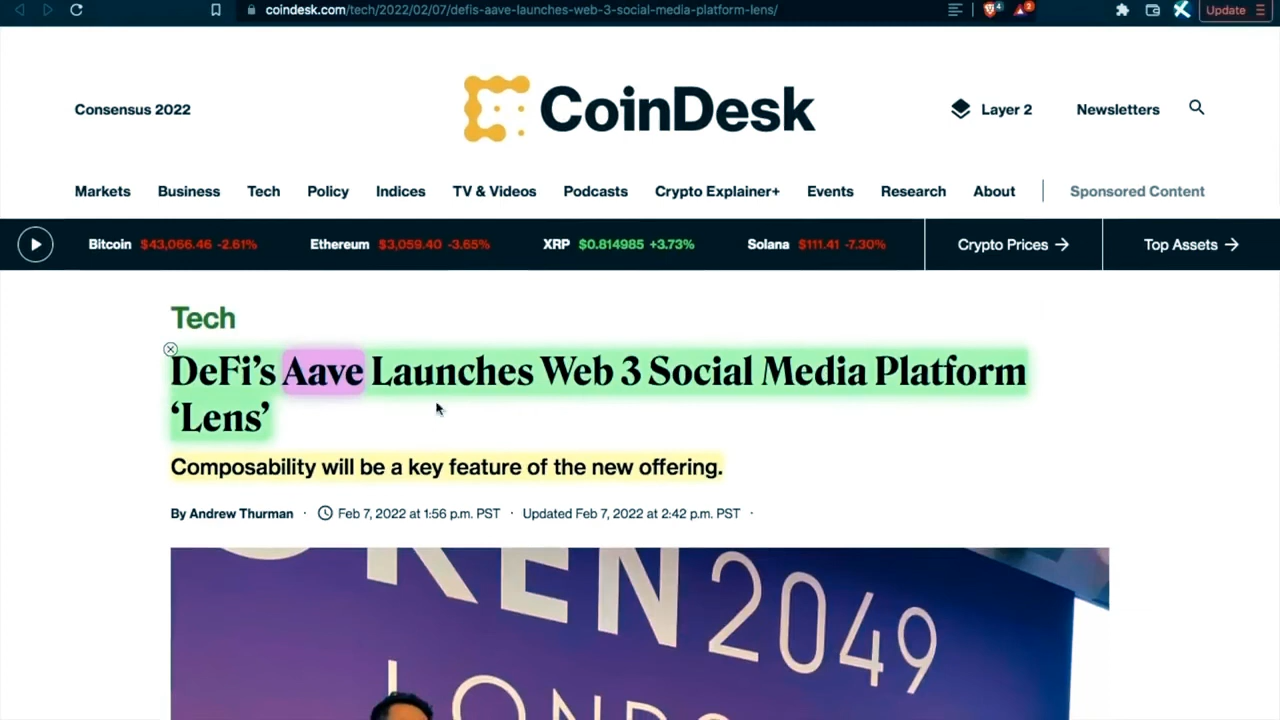 coindesk.com/tech/2022/02/07/defis-aave-launches-web-3-social-media-platform-lens/
4
2
Update
Consensus 2022
CoinDesk
Layer 2
Newsletters
Markets Business Tech Policy Indices TV & Videos Podcasts Crypto Explainer+ Events Research About Sponsored Content
Bitcoin $43,066.46 -2.61% Ethereum $3,059.40 -3.65% XRP $0.814985 +3.73% Solana $111.41 -7.30% Crypto Prices → Top Assets →
Tech
DeFi’s Aave Launches Web 3 Social Media Platform
‘Lens’
Composability will be a key feature of the new offering.
By Andrew Thurman · Feb 7, 2022 at 1:56 p.m. PST · Updated Feb 7, 2022 at 2:42 p.m. PST ·
OKEN2049
LONDO